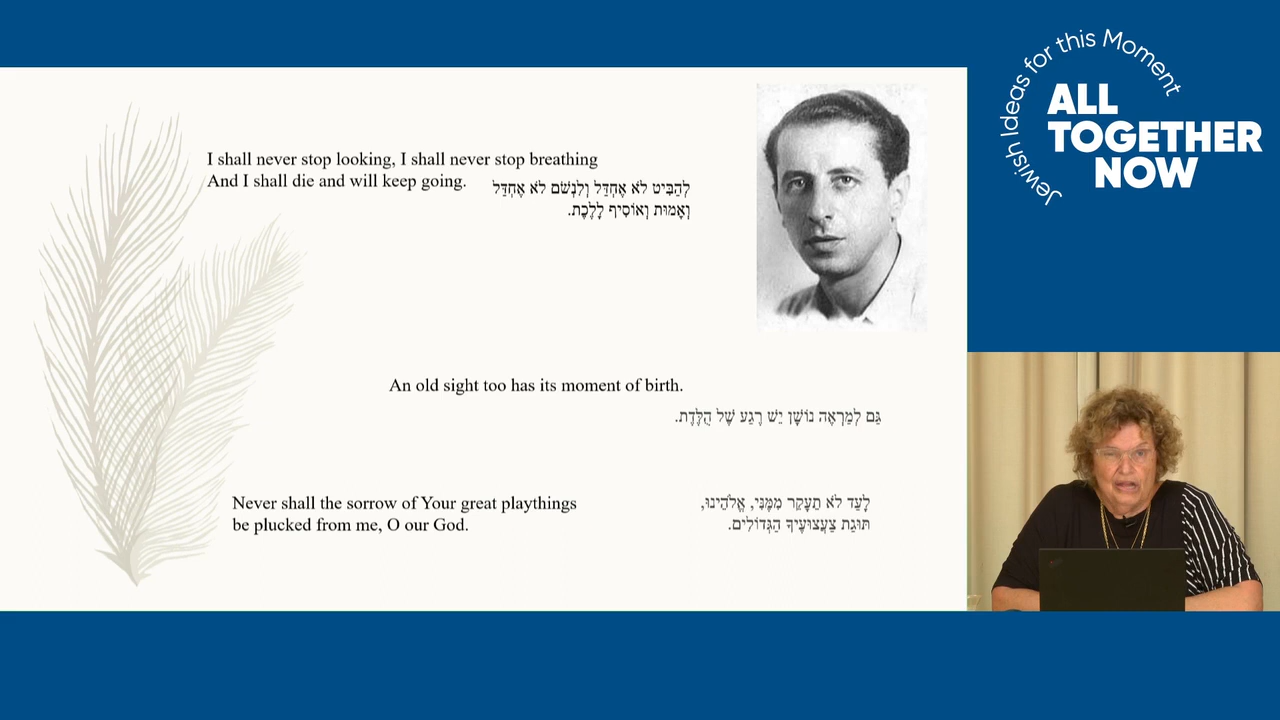 Jewish Ideas for this Moment
ALL
TOGETHER
NOW
I shall never stop looking, I shall never stop breathing
And I shall die and will keep going.
לְהַבִּיט לֹא אֶחְדַּל וְלִנְשֹׁם לֹא אֶחְדַּל
וְאָמוּת וְאוֹסִיף לָלֶכֶת.
An old sight too has its moment of birth.
גַּם לְמַרְאֶה נוֹשָׁן יֵשׁ רֶגַע שֶׁל הֻלֶּדֶת.
Never shall the sorrow of Your great playthings
be plucked from me, O our God.
לָעַד לֹא תֵעָקֵר מִמֶּנִּי, אֱלֹהֵינוּ,
תּוּגַת צַעֲצוּעֶיךָ הַגְּדוֹלִים.